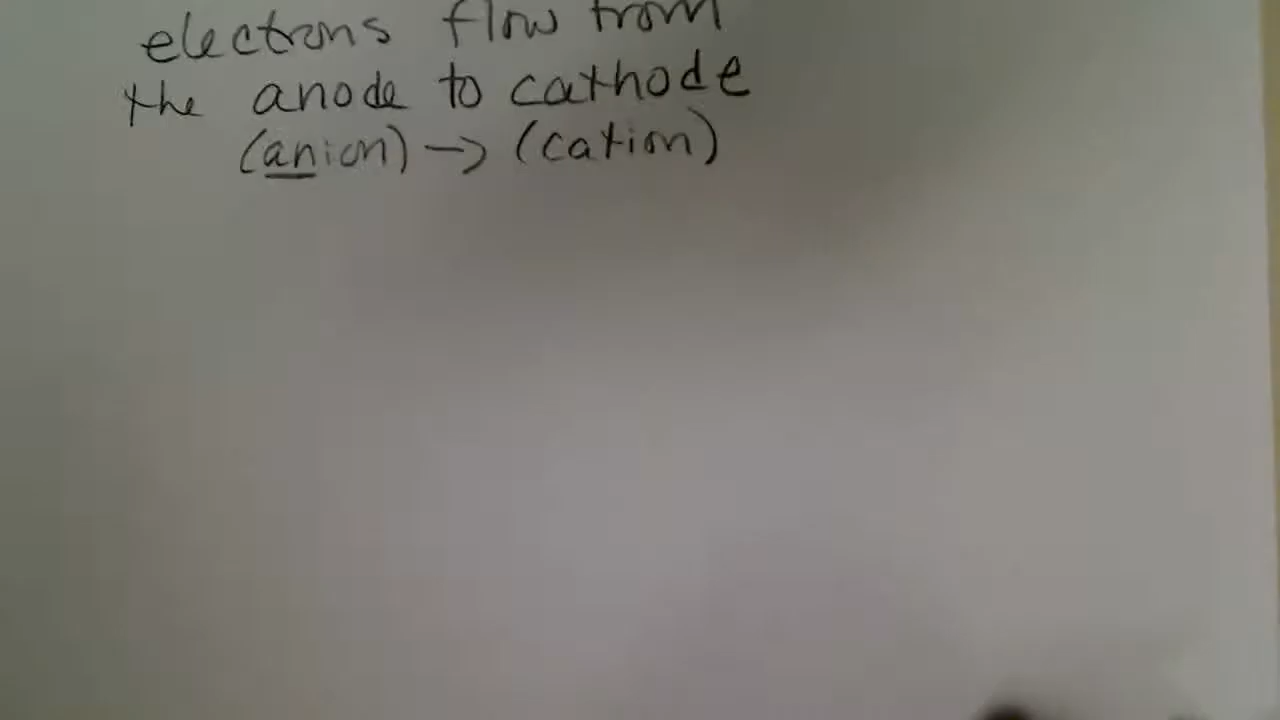 electrons flow from
the anode to cathode
(anion) -> (cation)